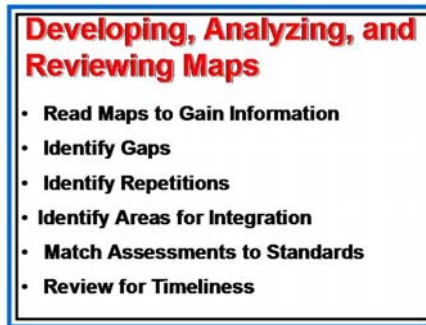 Developing, Analyzing, and
Reviewing Maps
• Read Maps to Gain Information
• Identify Gaps
• Identify Repetitions
• Identify Areas for Integration
• Match Assessments to Standards
• Review for Timeliness